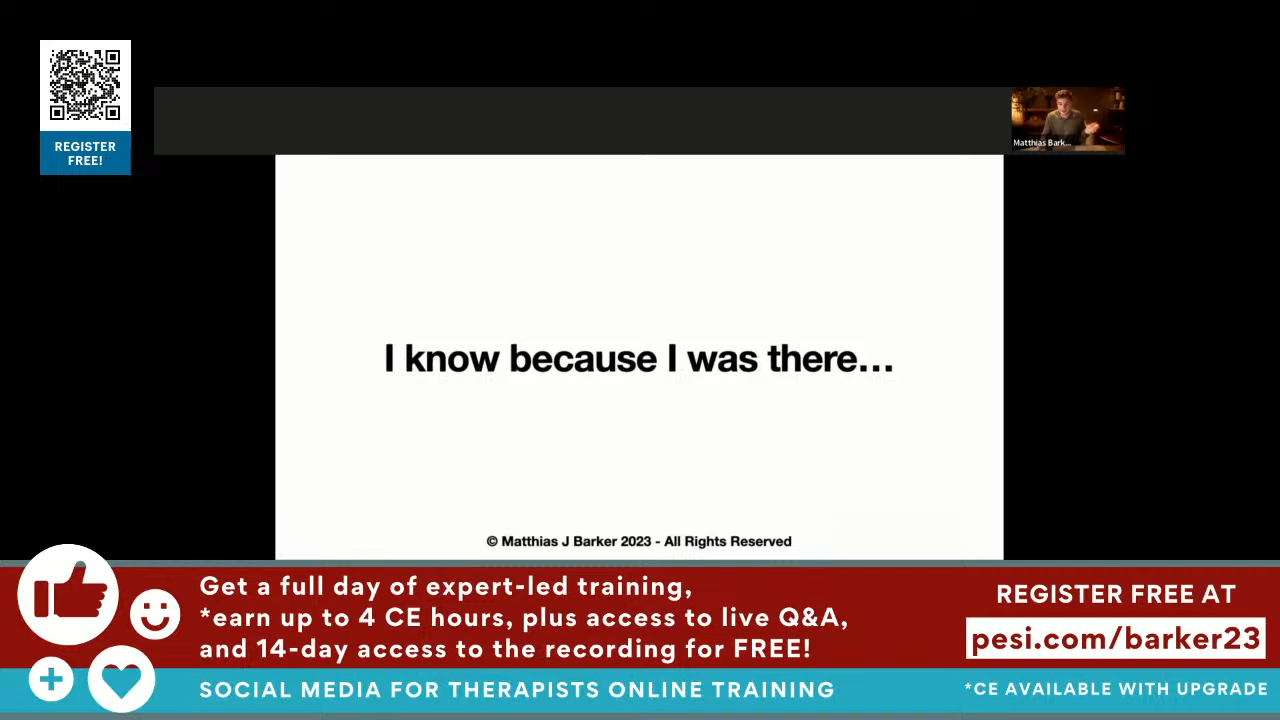 REGISTER
FREE!
Matthias Bark...
I know because I was there...
© Matthias J Barker 2023 - All Rights Reserved
Get a full day of expert-led training,
*earn up to 4 CE hours, plus access to live Q&A,
and 14-day access to the recording for FREE!
REGISTER FREE AT
pesi.com/barker23
SOCIAL MEDIA FOR THERAPISTS ONLINE TRAINING
*CE AVAILABLE WITH UPGRADE